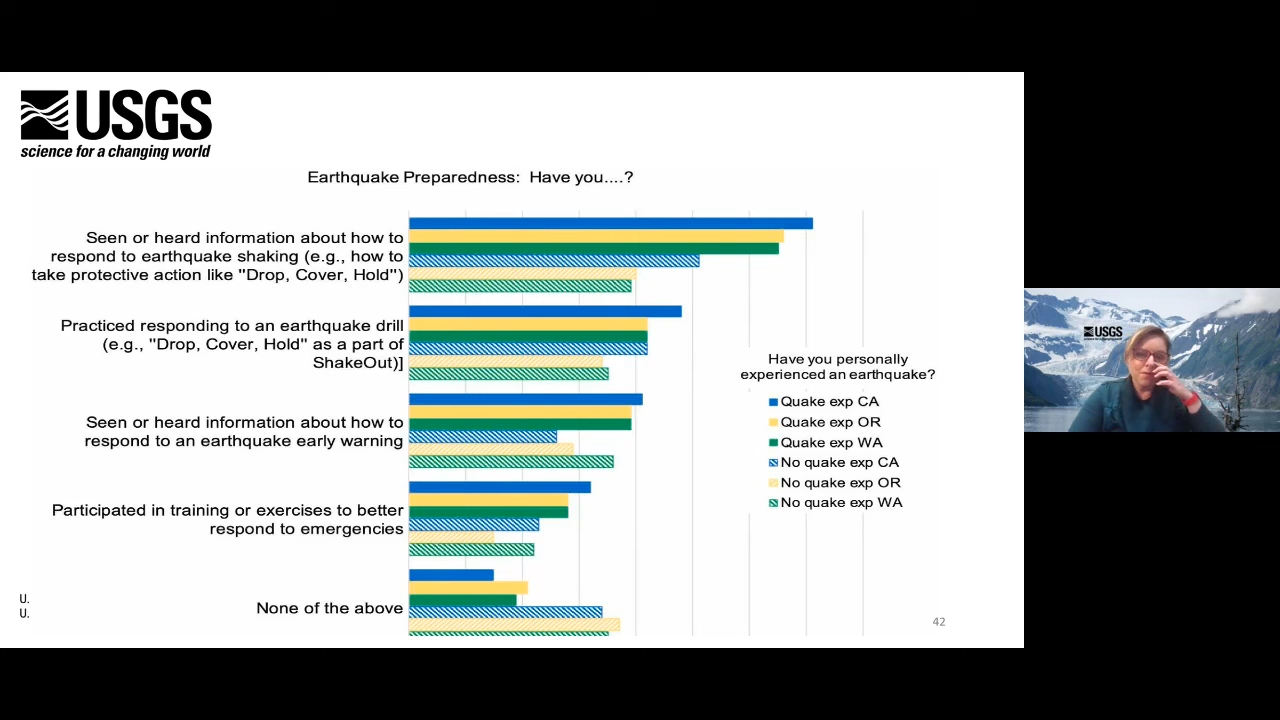 USGS
science for a changing world
Earthquake Preparedness: Have you....?
Seen or heard information about how to
respond to earthquake shaking (e.g., how to
take protective action like "Drop, Cover, Hold")
Practiced responding to an earthquake drill
(e.g., "Drop, Cover, Hold" as a part of
ShakeOut)]
Seen or heard information about how to
respond to an earthquake early warning
Participated in training or exercises to better
respond to emergencies
None of the above
Have you personally
experienced an earthquake?
Quake exp CA
Quake exp OR
Quake exp WA
No quake exp CA
No quake exp OR
No quake exp WA
U.
U.
42
USGS